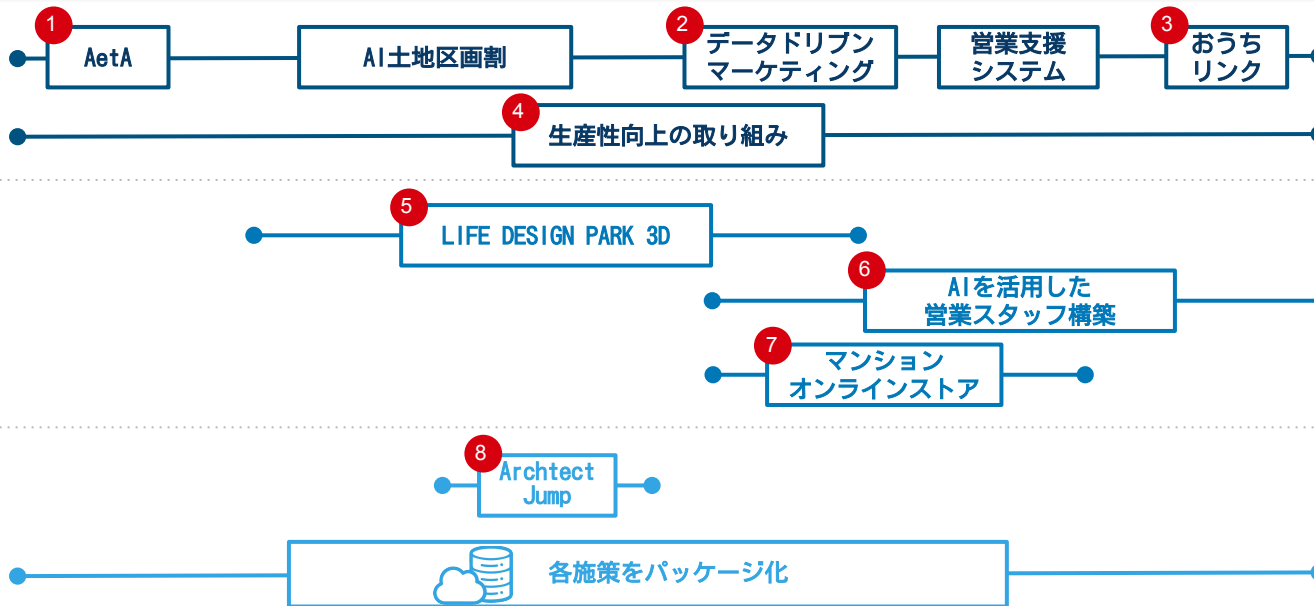 1
AetA
AI土地区画割
2
データドリブン
マーケティング
営業支援
システム
3
おうち
リンク
4
生産性向上の取り組み
5
LIFE DESIGN PARK 3D
6
AIを活用した
営業スタッフ構築
7
マンション
オンラインストア
8
Archtect
Jump
各施策をパッケージ化